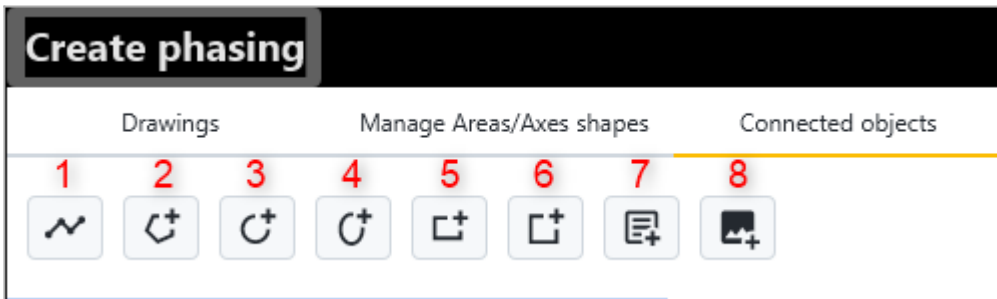 Create phasing
Drawings Manage Areas/Axes shapes Connected objects
1 2 3 4 5 6 7 8